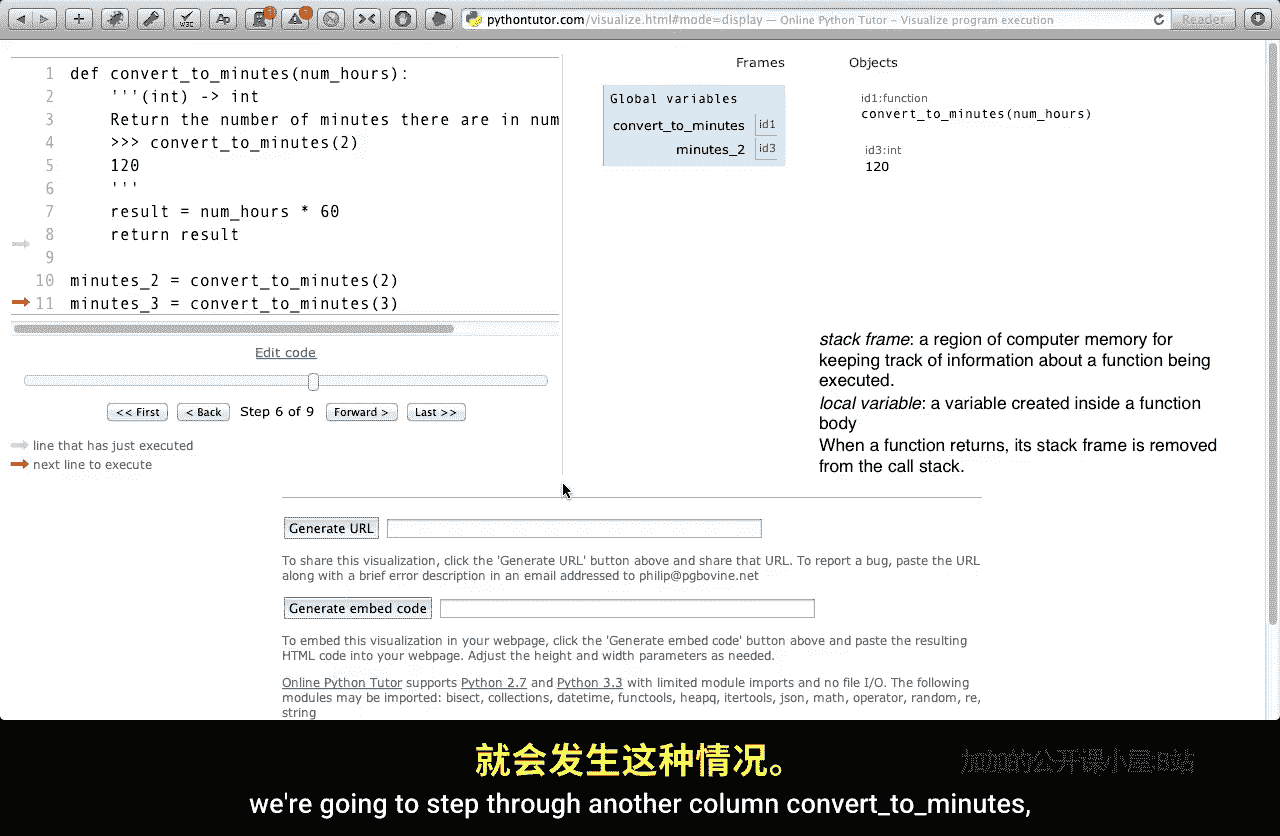 W3C
Ap
pythontutor.com/visualize.html#mode=display — Online Python Tutor – Visualize program execution
Reader
1 def convert_to_minutes(num_hours):
2 '''(int) -> int
3 Return the number of minutes there are in num
4 >>> convert_to_minutes(2)
5 120
6 '''
7 result = num_hours * 60
8 return result
9
10 minutes_2 = convert_to_minutes(2)
11 minutes_3 = convert_to_minutes(3)
Edit code
<< First
< Back
Step 6 of 9
Forward >
Last >>
line that has just executed
next line to execute
Frames
Objects
Global variables
convert_to_minutes id1
minutes_2 id3
id1:function
convert_to_minutes(num_hours)
id3:int
120
stack frame: a region of computer memory for
keeping track of information about a function being
executed.
local variable: a variable created inside a function
body
When a function returns, its stack frame is removed
from the call stack.
Generate URL
To share this visualization, click the 'Generate URL' button above and share that URL. To report a bug, paste the URL
along with a brief error description in an email addressed to philip@pgbovine.net
Generate embed code
To embed this visualization in your webpage, click the 'Generate embed code' button above and paste the resulting
HTML code into your webpage. Adjust the height and width parameters as needed.
Online Python Tutor supports Python 2.7 and Python 3.3 with limited module imports and no file I/O. The following
modules may be imported: bisect, collections, datetime, functools, heapq, itertools, json, math, operator, random, re,
string
就会发生这种情况。
加加的公开课小屋:B站
we're going to step through another column convert_to_minutes,